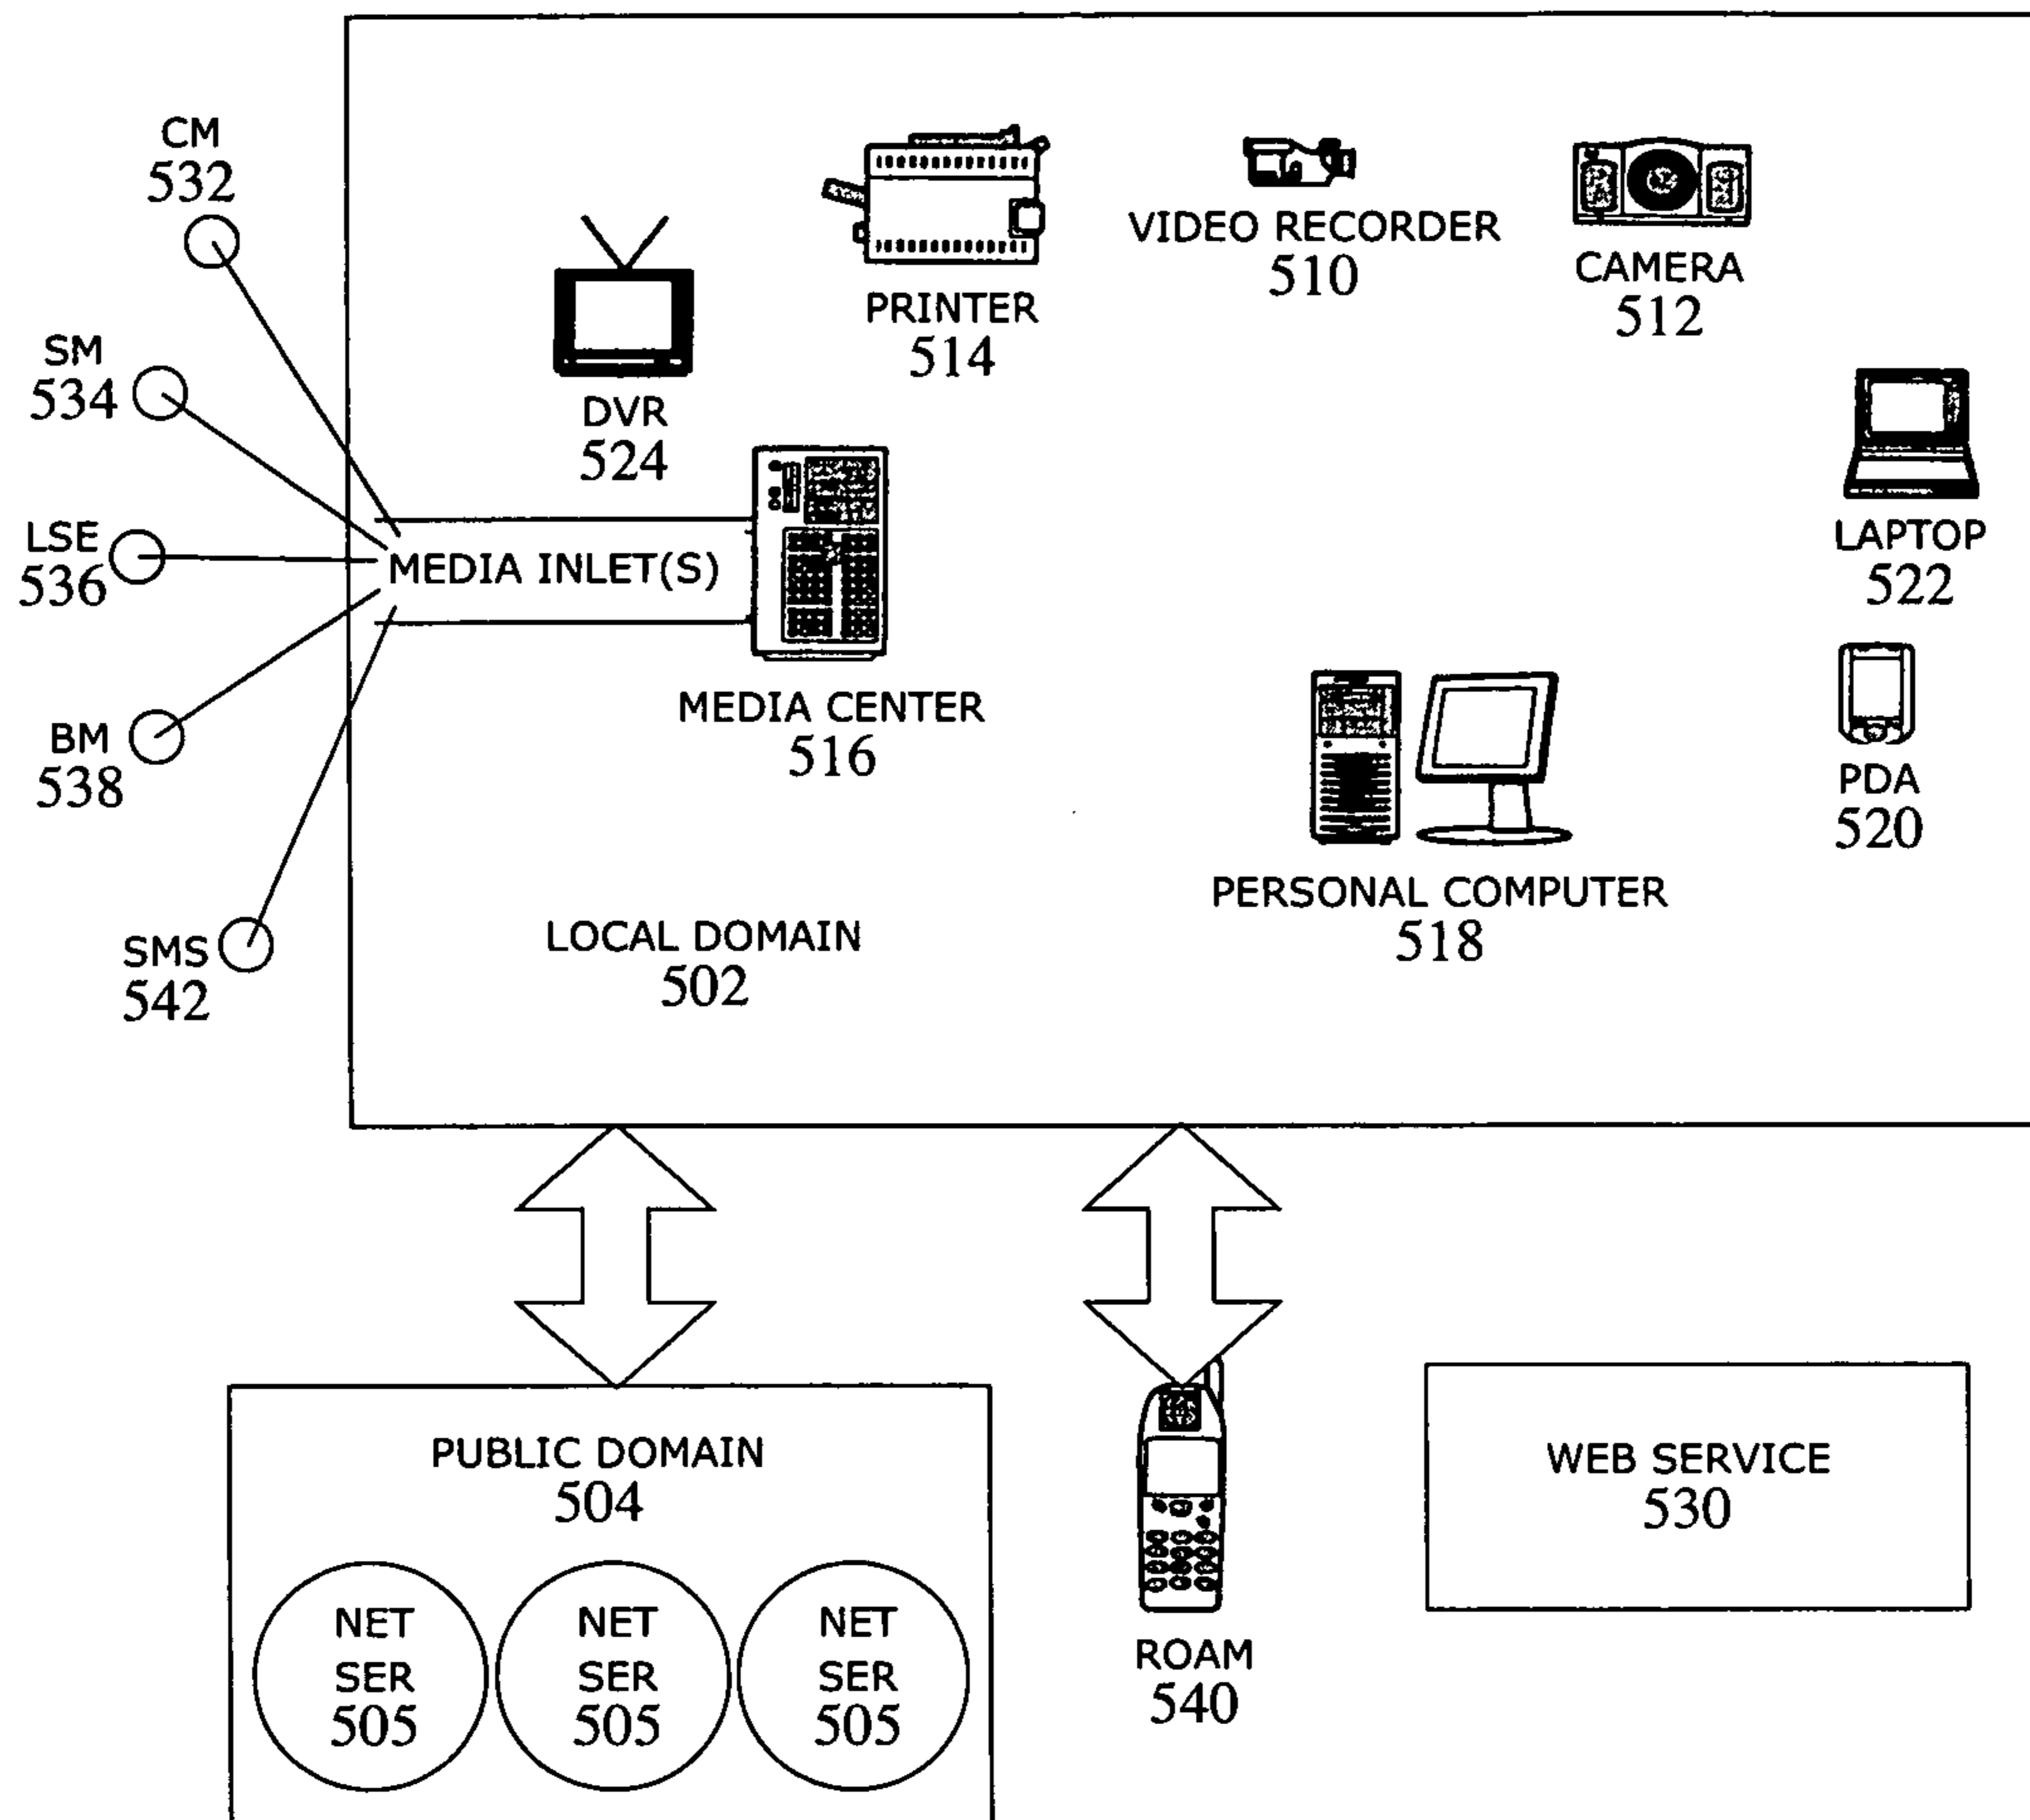 CM
532
SM
534
LSE
536
BM
538
SMS
542
DVR
524
PRINTER
514
VIDEO RECORDER
510
CAMERA
512
LAPTOP
522
MEDIA INLET(S)
MEDIA CENTER
516
PDA
520
PERSONAL COMPUTER
518
LOCAL DOMAIN
502
PUBLIC DOMAIN
504
NET
SER
505
NET
SER
505
NET
SER
505
ROAM
540
WEB SERVICE
530